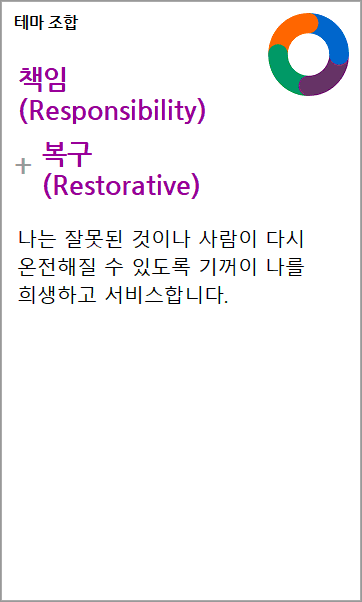 테마 조합
책임
(Responsibility)
+ 복구
(Restorative)
나는 잘못된 것이나 사람이 다시
온전해질 수 있도록 기꺼이 나를
희생하고 서비스합니다.